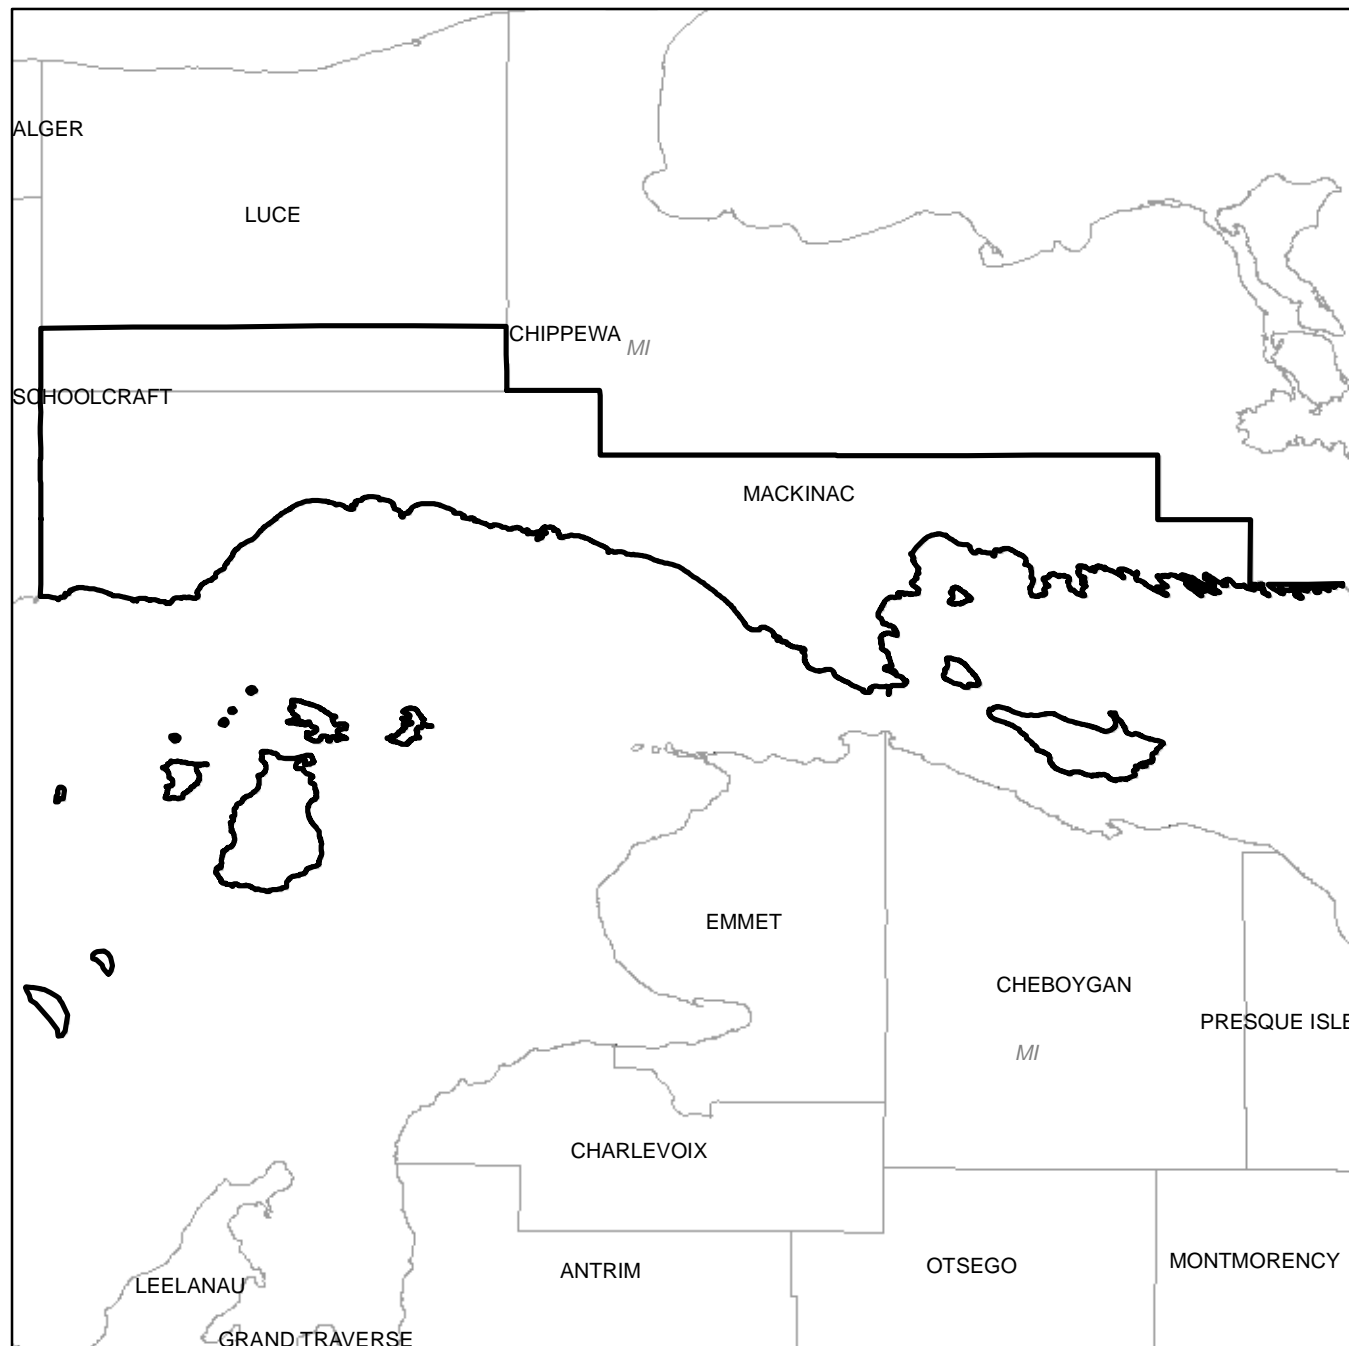 ALGER
LUCE
CHIPPEWA
MI
SCHOOLCRAFT
MACKINAC
EMMET
CHEBOYGAN
PRESQUE ISLE
MI
CHARLEVOIX
MONTMORENCY
OTSEGO
ANTRIM
LEELANAU
GRAND TRAVERSE